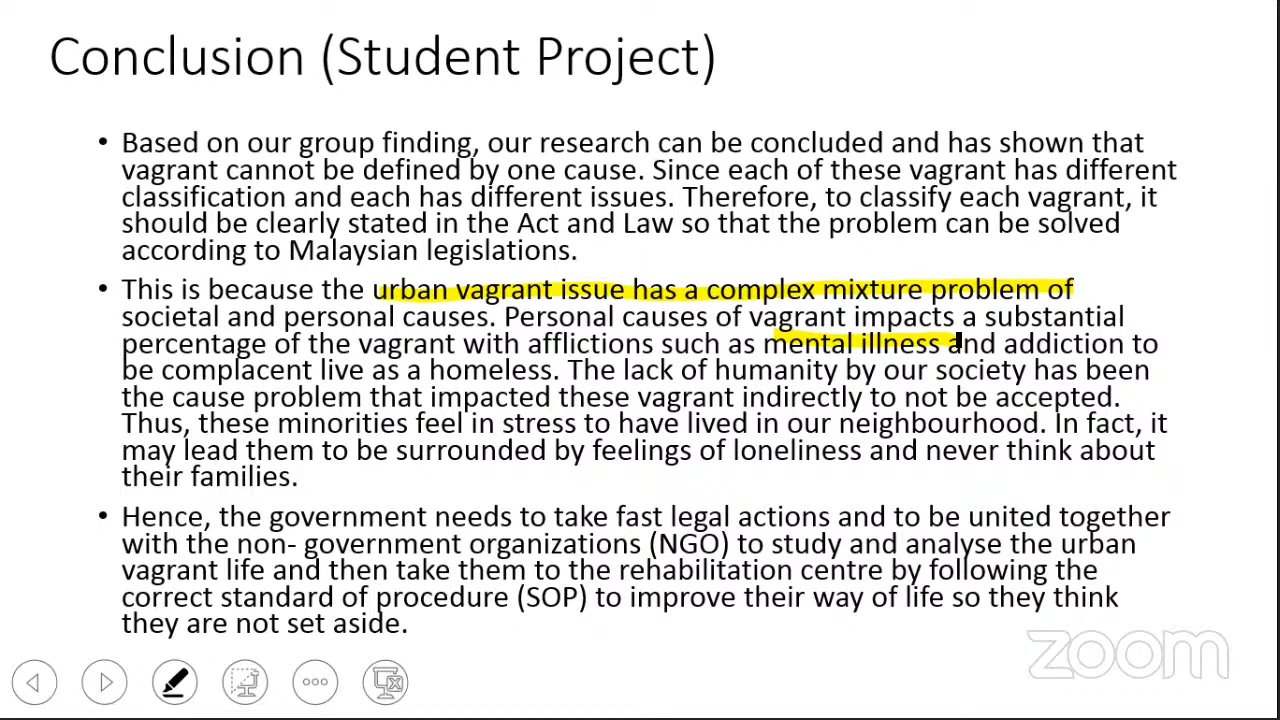 Conclusion (Student Project)
• Based on our group finding, our research can be concluded and has shown that
vagrant cannot be defined by one cause. Since each of these vagrant has different
classification and each has different issues. Therefore, to classify each vagrant, it
should be clearly stated in the Act and Law so that the problem can be solved
according to Malaysian legislations.
• This is because the urban vagrant issue has a complex mixture problem of
societal and personal causes. Personal causes of vagrant impacts a substantial
percentage of the vagrant with afflictions such as mental illness and addiction to
be complacent live as a homeless. The lack of humanity by our society has been
the cause problem that impacted these vagrant indirectly to not be accepted.
Thus, these minorities feel in stress to have lived in our neighbourhood. In fact, it
may lead them to be surrounded by feelings of loneliness and never think about
their families.
• Hence, the government needs to take fast legal actions and to be united together
with the non- government organizations (NGO) to study and analyse the urban
vagrant life and then take them to the rehabilitation centre by following the
correct standard of procedure (SOP) to improve their way of life so they think
they are not set aside.
zoom